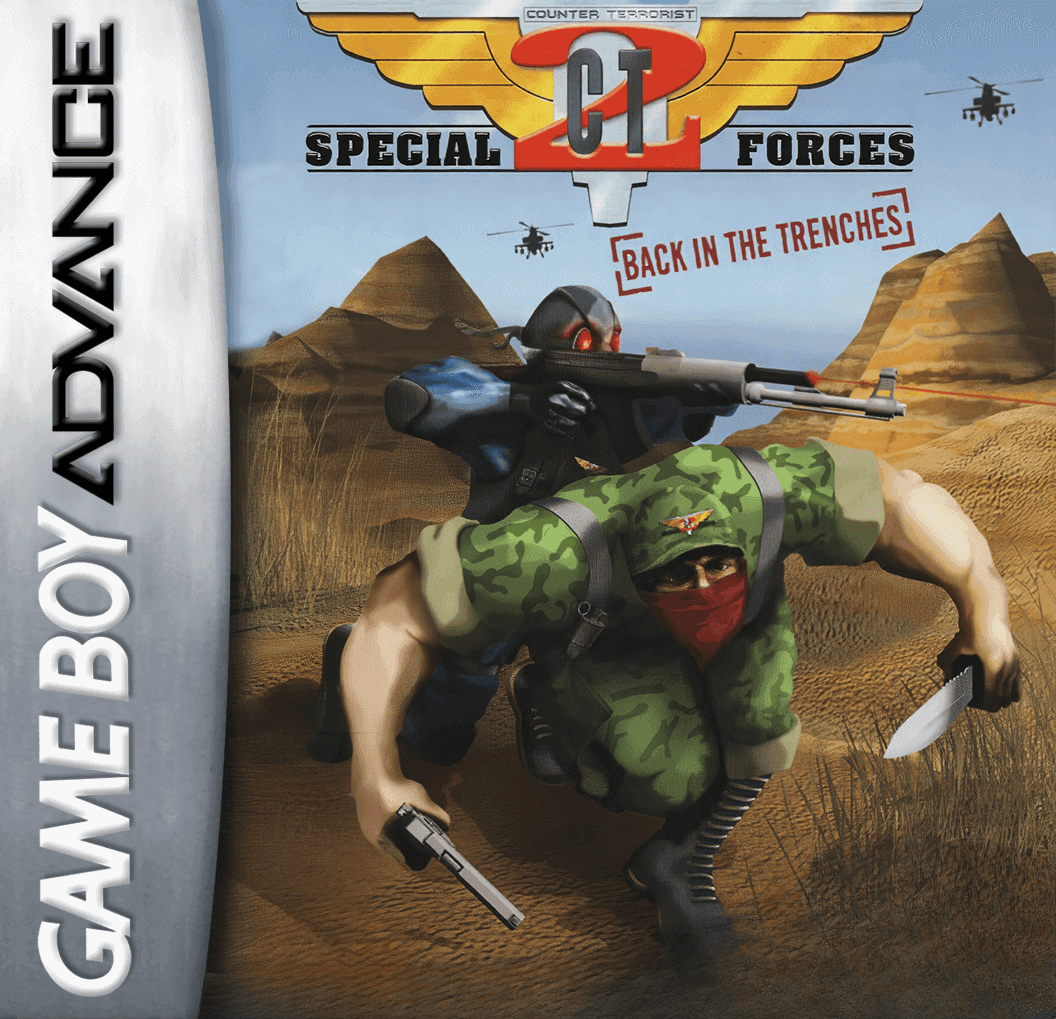 GAME BOY ADVANCE
COUNTER TERRORIST
2
CT
SPECIAL FORCES
BACK IN THE TRENCHES